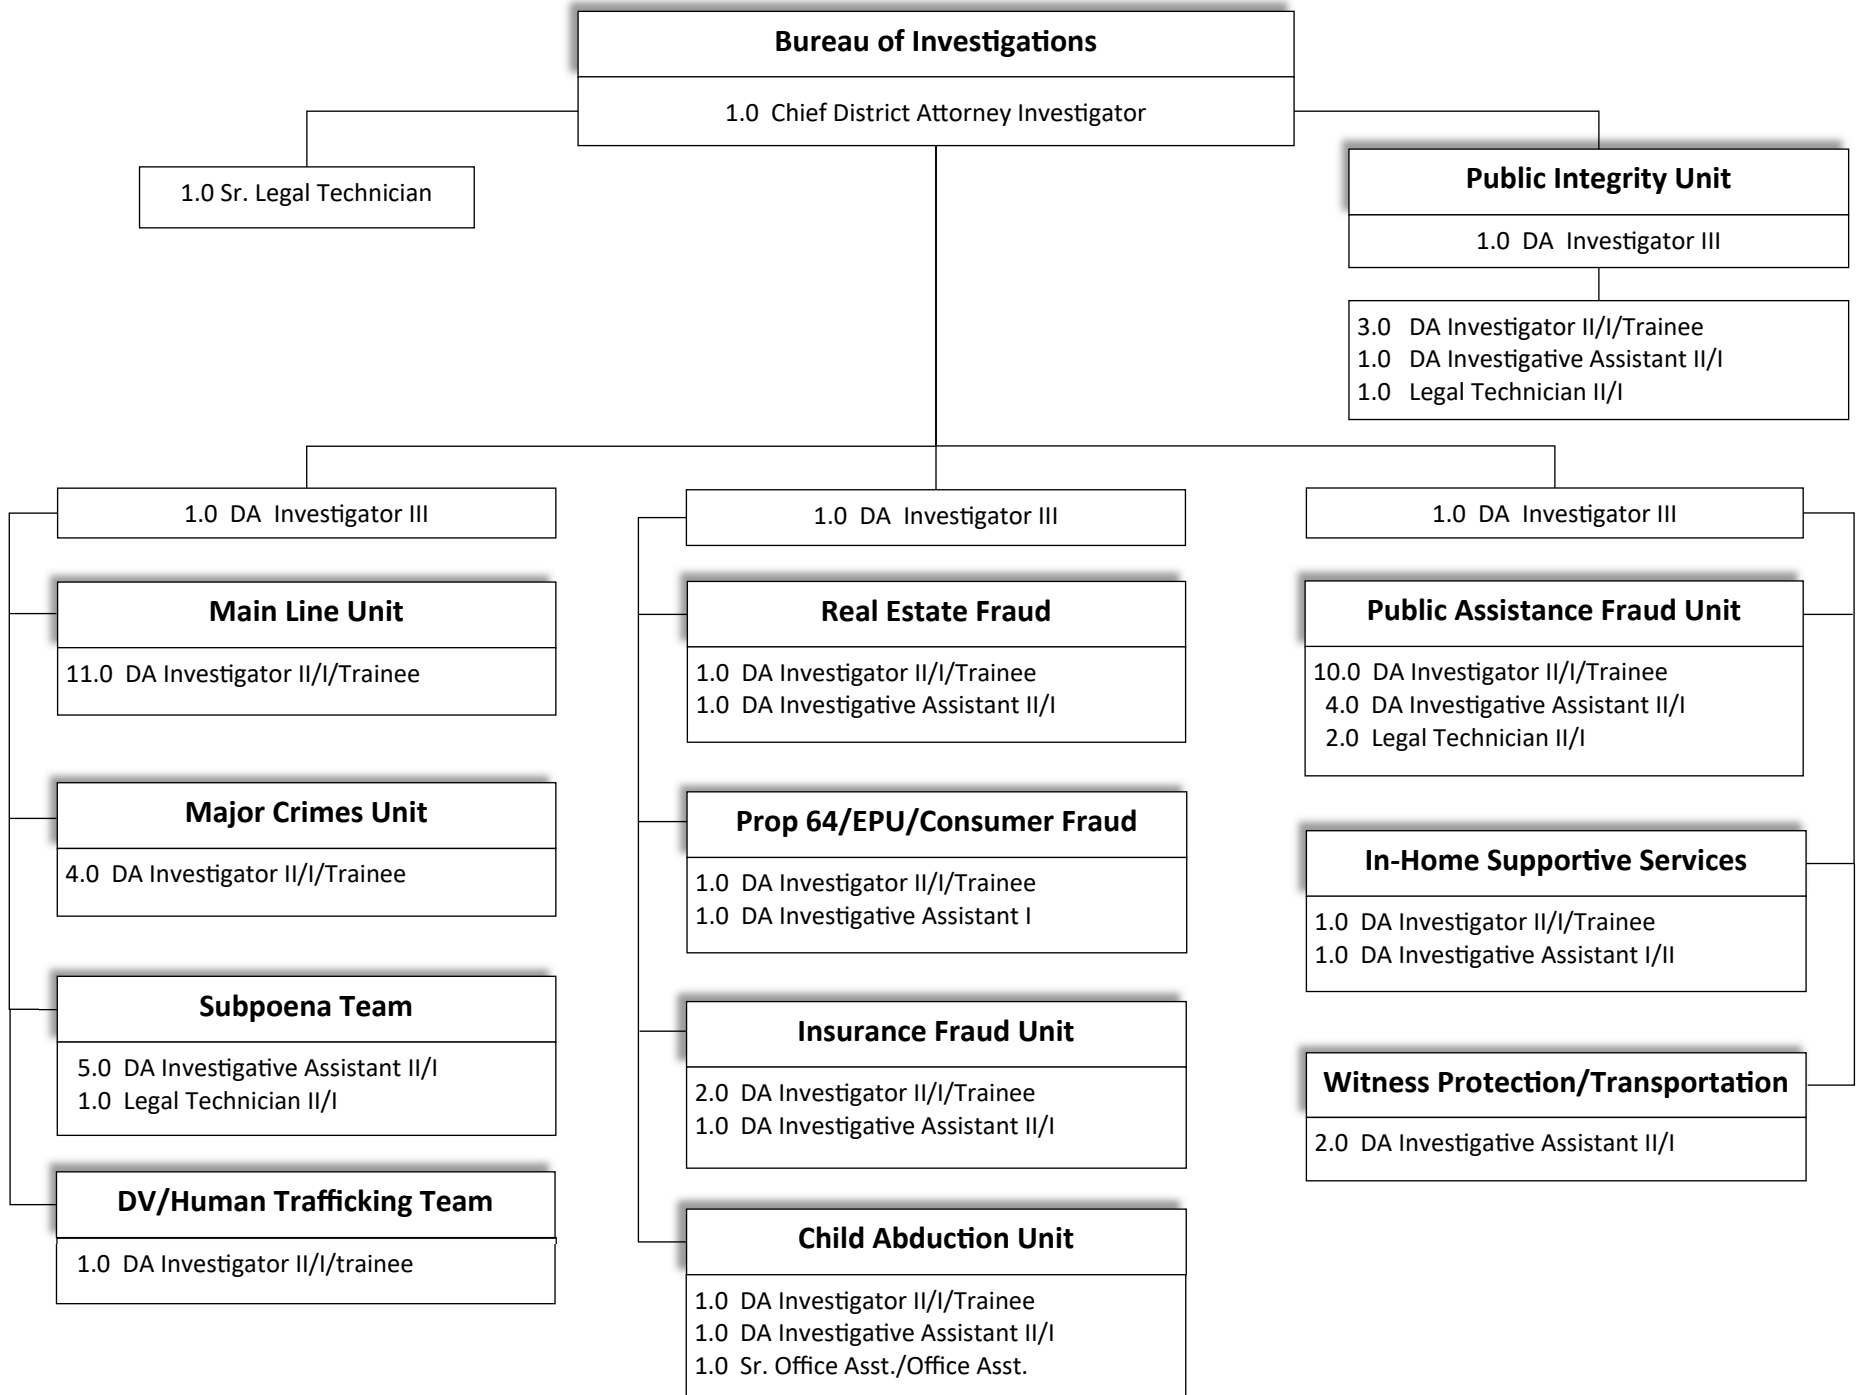 Bureau of Investigations
1.0 Chief District Attorney Investigator
1.0 Sr. Legal Technician
Public Integrity Unit
1.0 DA Investigator III
3.0 DA Investigator II/I/Trainee
1.0 DA Investigative Assistant II/I
1.0 Legal Technician II/I
1.0 DA Investigator III
Main Line Unit
11.0 DA Investigator II/I/Trainee
Major Crimes Unit
4.0 DA Investigator II/I/Trainee
Subpoena Team
5.0 DA Investigative Assistant II/I
1.0 Legal Technician II/I
DV/Human Trafficking Team
1.0 DA Investigator II/I/trainee
1.0 DA Investigator III
Real Estate Fraud
1.0 DA Investigator II/I/Trainee
1.0 DA Investigative Assistant II/I
Prop 64/EPU/Consumer Fraud
1.0 DA Investigator II/I/Trainee
1.0 DA Investigative Assistant I
Insurance Fraud Unit
2.0 DA Investigator II/I/Trainee
1.0 DA Investigative Assistant II/I
Child Abduction Unit
1.0 DA Investigator II/I/Trainee
1.0 DA Investigative Assistant II/I
1.0 Sr. Office Asst./Office Asst.
1.0 DA Investigator III
Public Assistance Fraud Unit
10.0 DA Investigator II/I/Trainee
4.0 DA Investigative Assistant II/I
2.0 Legal Technician II/I
In-Home Supportive Services
1.0 DA Investigator II/I/Trainee
1.0 DA Investigative Assistant I/II
Witness Protection/Transportation
2.0 DA Investigative Assistant II/I